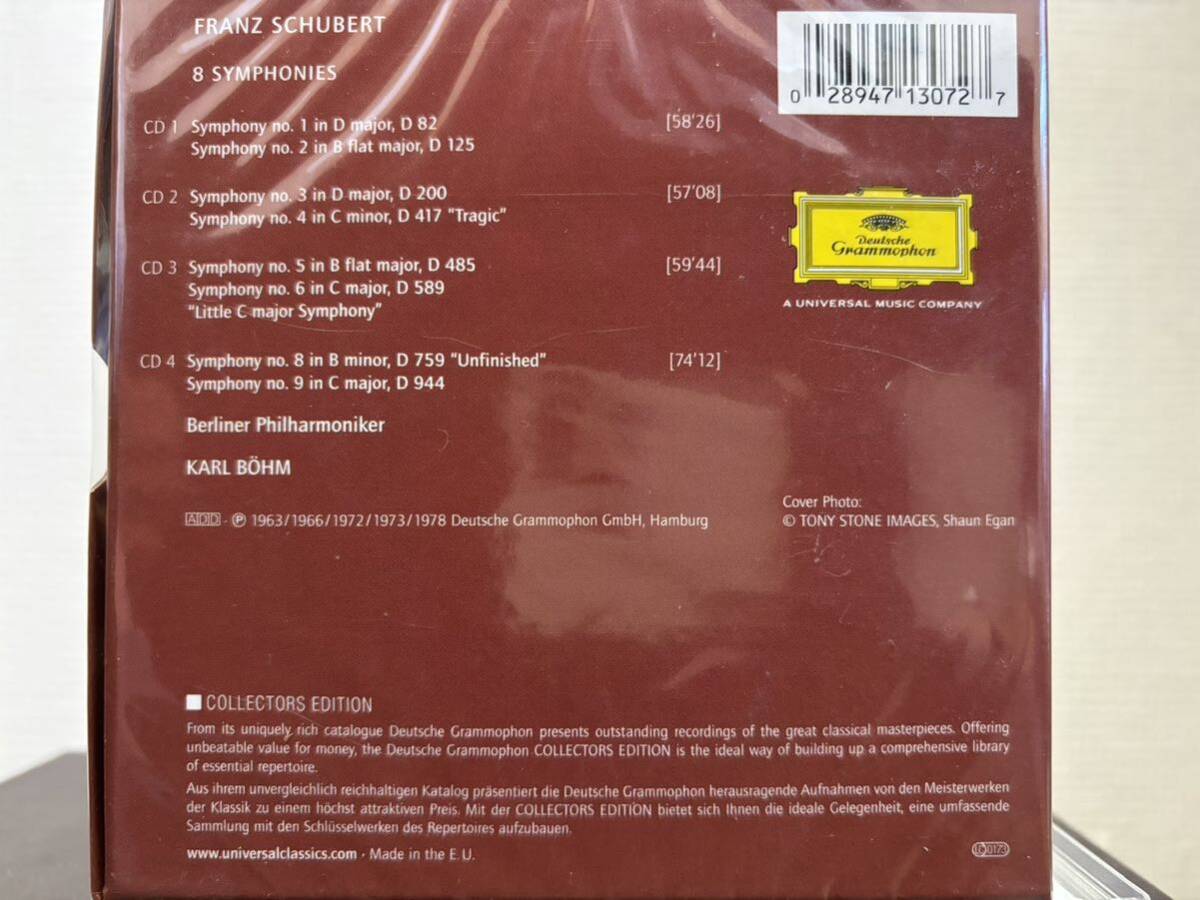 FRANZ SCHUBERT
8 SYMPHONIES
0 28947 13072 7
CD 1 Symphony no. 1 in D major, D 82 [58'26]
Symphony no. 2 in B flat major, D 125
CD 2 Symphony no. 3 in D major, D 200 [57'08]
Symphony no. 4 in C minor, D 417 "Tragic"
CD 3 Symphony no. 5 in B flat major, D 485 [59'44]
Symphony no. 6 in C major, D 589
"Little C major Symphony"
CD 4 Symphony no. 8 in B minor, D 759 "Unfinished" [74'12]
Symphony no. 9 in C major, D 944
Deutsche
Grammophon
A UNIVERSAL MUSIC COMPANY
Berliner Philharmoniker
KARL BÖHM
ADD · ℗ 1963/1966/1972/1973/1978 Deutsche Grammophon GmbH, Hamburg
Cover Photo:
© TONY STONE IMAGES, Shaun Egan
COLLECTORS EDITION
From its uniquely rich catalogue Deutsche Grammophon presents outstanding recordings of the great classical masterpieces. Offering
unbeatable value for money, the Deutsche Grammophon COLLECTORS EDITION is the ideal way of building up a comprehensive library
of essential repertoire.
Aus ihrem unvergleichlich reichhaltigen Katalog präsentiert die Deutsche Grammophon herausragende Aufnahmen von den Meisterwerken
der Klassik zu einem höchst attraktiven Preis. Mit der COLLECTORS EDITION bietet sich Ihnen die ideale Gelegenheit, eine umfassende
Sammlung mit den Schlüsselwerken des Repertoires aufzubauen.
www.universalclassics.com · Made in the E.U.
LC 0173